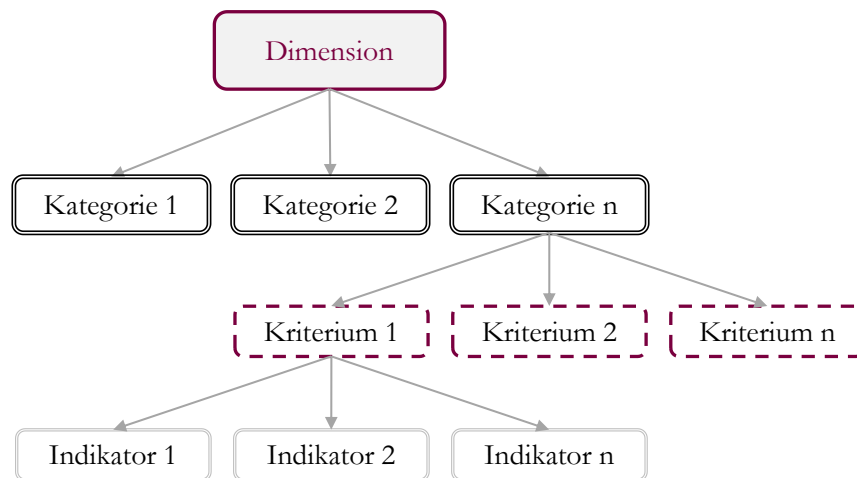 Dimension
Kategorie 1
Kategorie 2
Kategorie n
Kriterium 1
Kriterium 2
Kriterium n
Indikator 1
Indikator 2
Indikator n